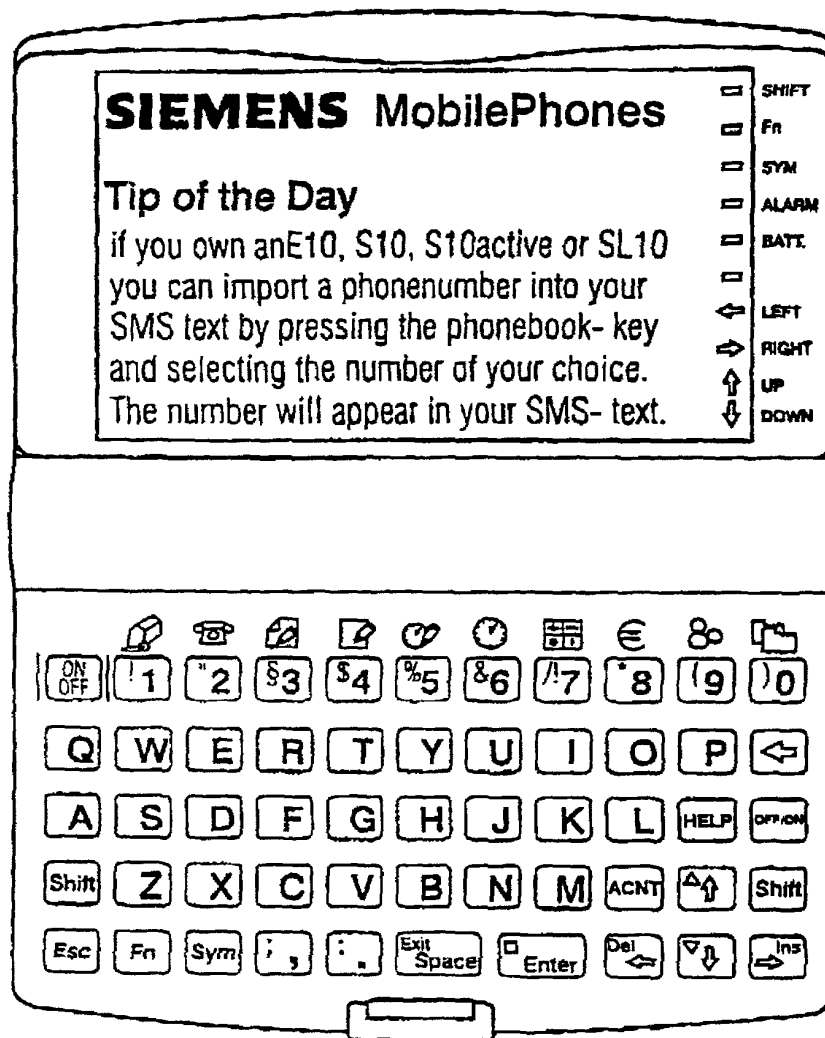 SIEMENS MobilePhones
SHIFT
Fn
SYM
Tip of the Day
ALARM
if you own anE10, S10, S10active or SL10
BATT.
you can import a phonenumber into your
SMS text by pressing the phonebook- key
LEFT
and selecting the number of your choice.
RIGHT
UP
The number will appear in your SMS- text.
DOWN
ON OFF ! 1 " 2 § 3 $ 4 % 5 & 6 /! 7 * 8 ( 9 ) 0
Q W E R T Y U I O P
A S D F G H J K L HELP OFF/ON
Shift Z X C V B N M ACNT Shift
Esc Fn Sym ; , : . Exit Space Enter Del Ins